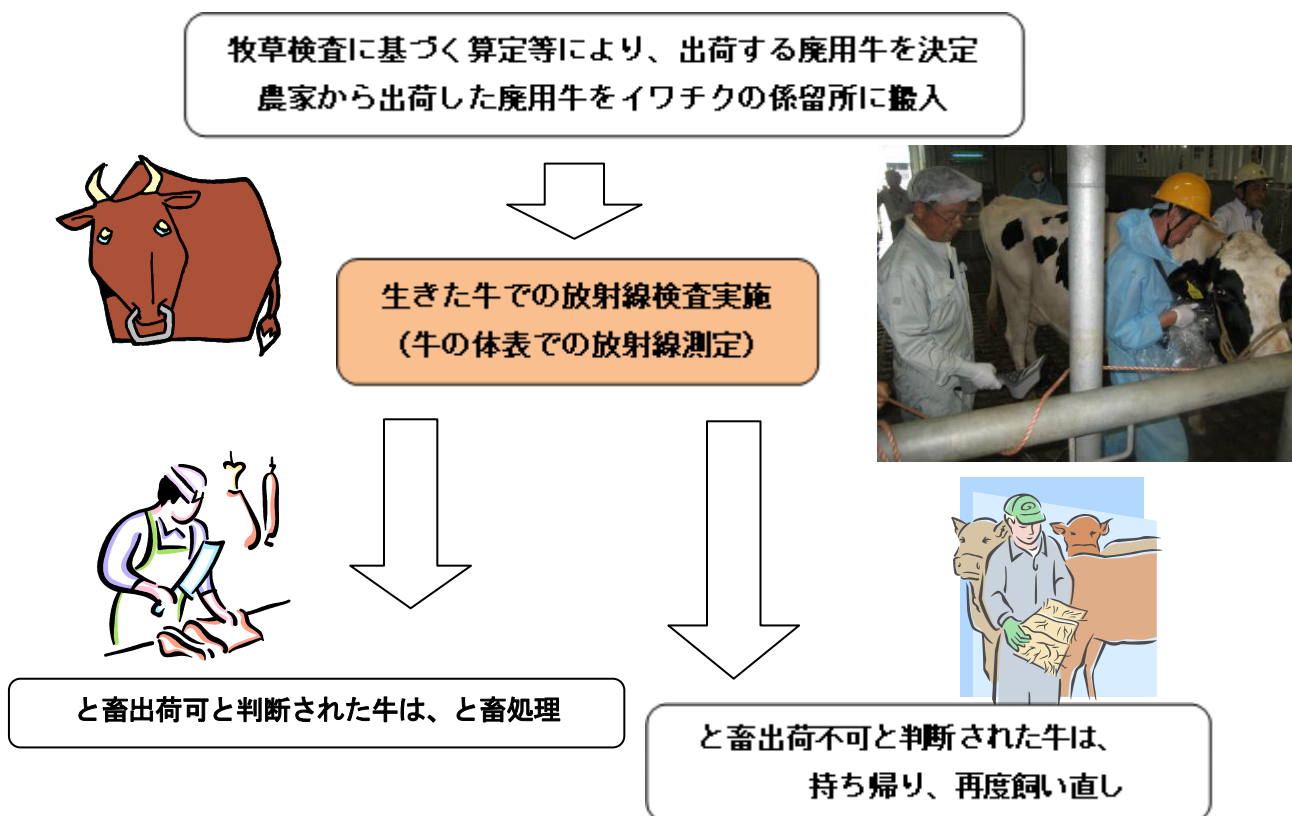 牧草検査に基づく算定等により、出荷する廃用牛を決定
農家から出荷した廃用牛をイワチクの係留所に搬入
生きた牛での放射線検査実施
（牛の体表での放射線測定）
と畜出荷可と判断された牛は、と畜処理
と畜出荷不可と判断された牛は、
持ち帰り、再度飼い直し